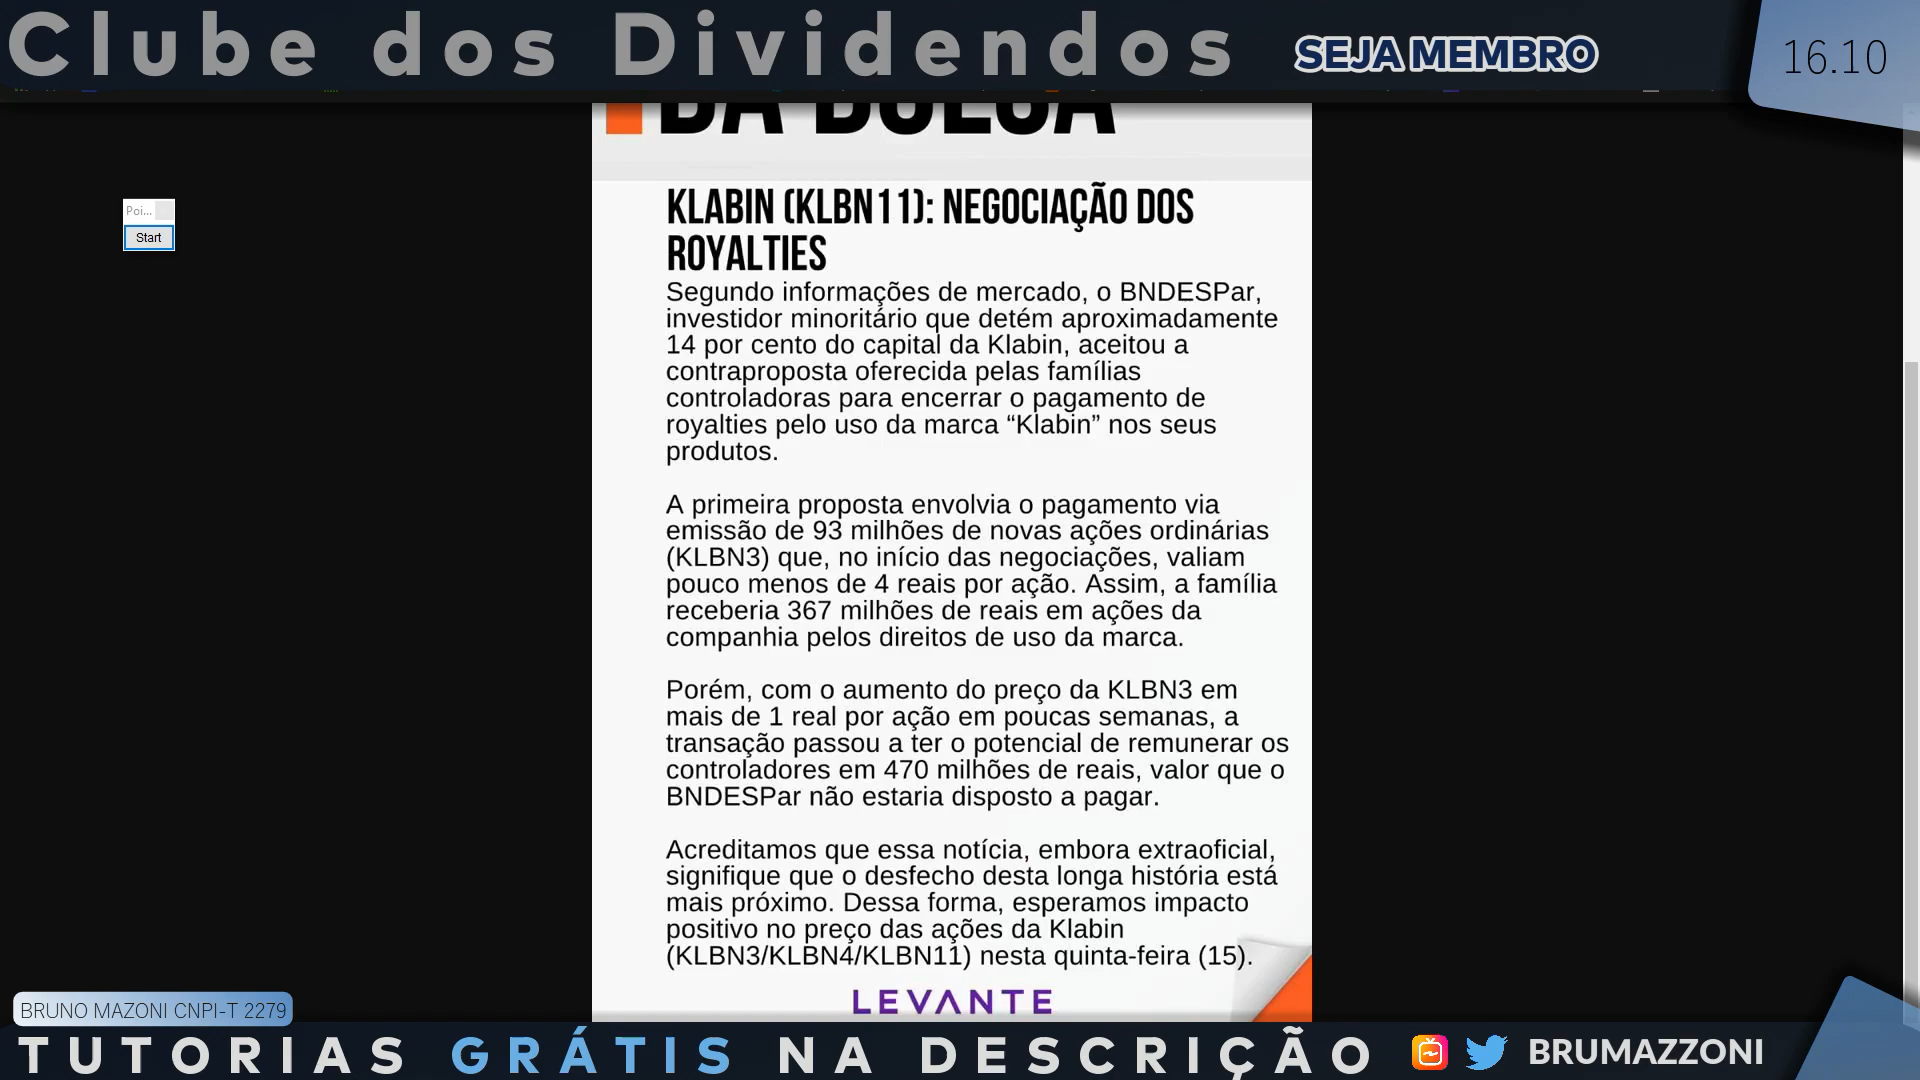 Clube dos Dividendos
SEJA MEMBRO
16.10
DA BOLSA
Poi...
Start
KLABIN (KLBN11): NEGOCIAÇÃO DOS
ROYALTIES
Segundo informações de mercado, o BNDESPar,
investidor minoritário que detém aproximadamente
14 por cento do capital da Klabin, aceitou a
contraproposta oferecida pelas famílias
controladoras para encerrar o pagamento de
royalties pelo uso da marca “Klabin” nos seus
produtos.
A primeira proposta envolvia o pagamento via
emissão de 93 milhões de novas ações ordinárias
(KLBN3) que, no início das negociações, valiam
pouco menos de 4 reais por ação. Assim, a família
receberia 367 milhões de reais em ações da
companhia pelos direitos de uso da marca.
Porém, com o aumento do preço da KLBN3 em
mais de 1 real por ação em poucas semanas, a
transação passou a ter o potencial de remunerar os
controladores em 470 milhões de reais, valor que o
BNDESPar não estaria disposto a pagar.
Acreditamos que essa notícia, embora extraoficial,
signifique que o desfecho desta longa história está
mais próximo. Dessa forma, esperamos impacto
positivo no preço das ações da Klabin
(KLBN3/KLBN4/KLBN11) nesta quinta-feira (15).
LEVANTE
BRUNO MAZONI CNPI-T 2279
TUTORIAS GRÁTIS NA DESCRIÇÃO
BRUMAZZONI